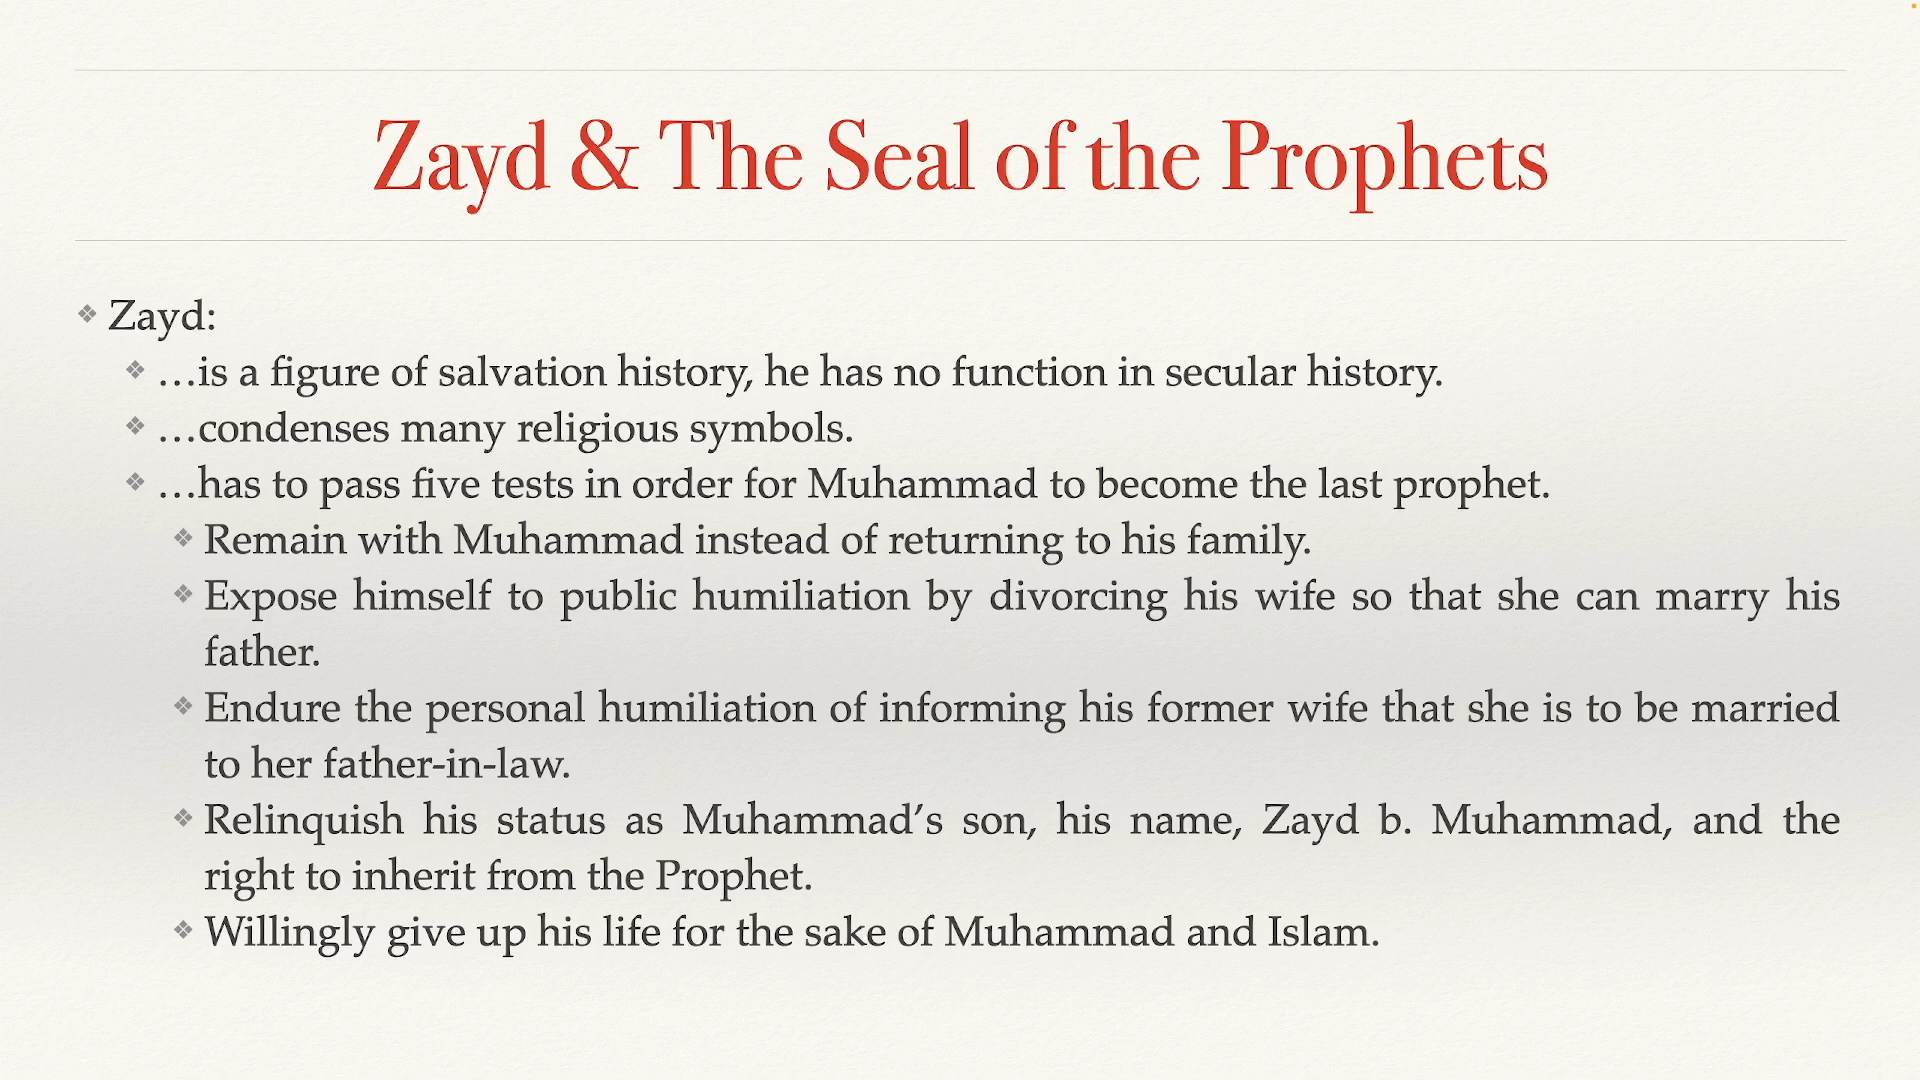 Zayd & The Seal of the Prophets
❖ Zayd:
❖ …is a figure of salvation history, he has no function in secular history.
❖ …condenses many religious symbols.
❖ …has to pass five tests in order for Muhammad to become the last prophet.
❖ Remain with Muhammad instead of returning to his family.
❖ Expose himself to public humiliation by divorcing his wife so that she can marry his
father.
❖ Endure the personal humiliation of informing his former wife that she is to be married
to her father-in-law.
❖ Relinquish his status as Muhammad’s son, his name, Zayd b. Muhammad, and the
right to inherit from the Prophet.
❖ Willingly give up his life for the sake of Muhammad and Islam.